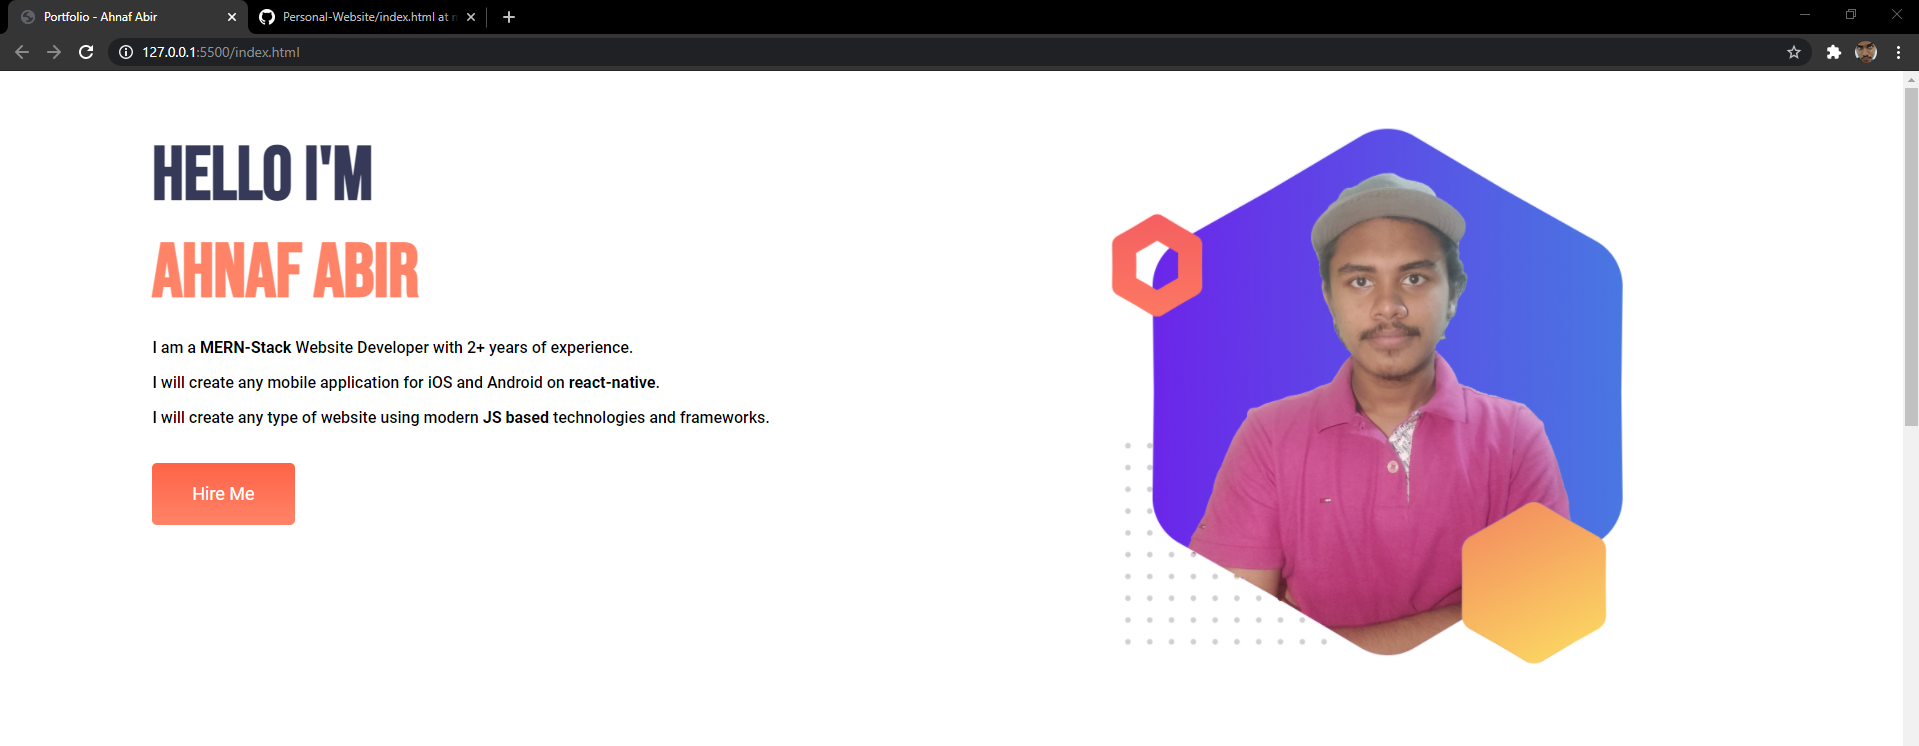 Portfolio - Ahnaf Abir
Personal-Website/index.html at
127.0.0.1:5500/index.html
HELLO I'M
AHNAF ABIR
I am a MERN-Stack Website Developer with 2+ years of experience.
I will create any mobile application for iOS and Android on react-native.
I will create any type of website using modern JS based technologies and frameworks.
Hire Me